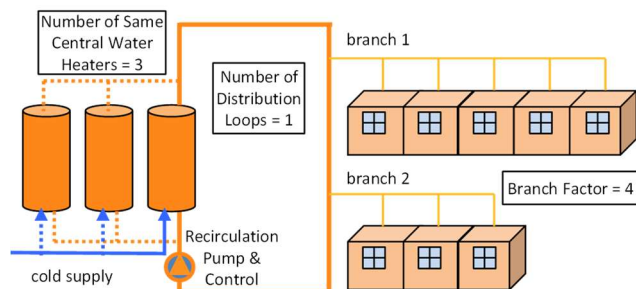 Number of Same
Central Water
Heaters = 3
Number of
Distribution
Loops = 1
branch 1
branch 2
Branch Factor = 4
Recirculation
Pump &
Control
cold supply